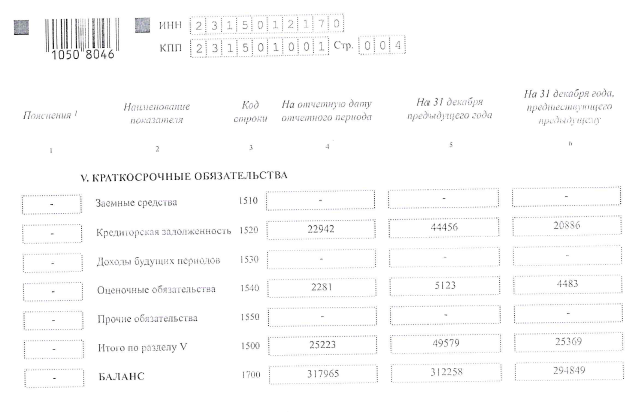 ИНН 2315012170
1050 8046
КПП 231501001 Стр. 004
Пояснения 1 Наименование показателя Код строки На отчетную дату отчетного периода На 31 декабря предыдущего года На 31 декабря года, предшествующего предыдущему
1 2 3 4 5 6
V. КРАТКОСРОЧНЫЕ ОБЯЗАТЕЛЬСТВА
- Заемные средства 1510 - - -
- Кредиторская задолженность 1520 22942 44456 20886
- Доходы будущих периодов 1530 - - -
- Оценочные обязательства 1540 2281 5123 4483
- Прочие обязательства 1550 - - -
- Итого по разделу V 1500 25223 49579 25369
- БАЛАНС 1700 317965 312258 294849